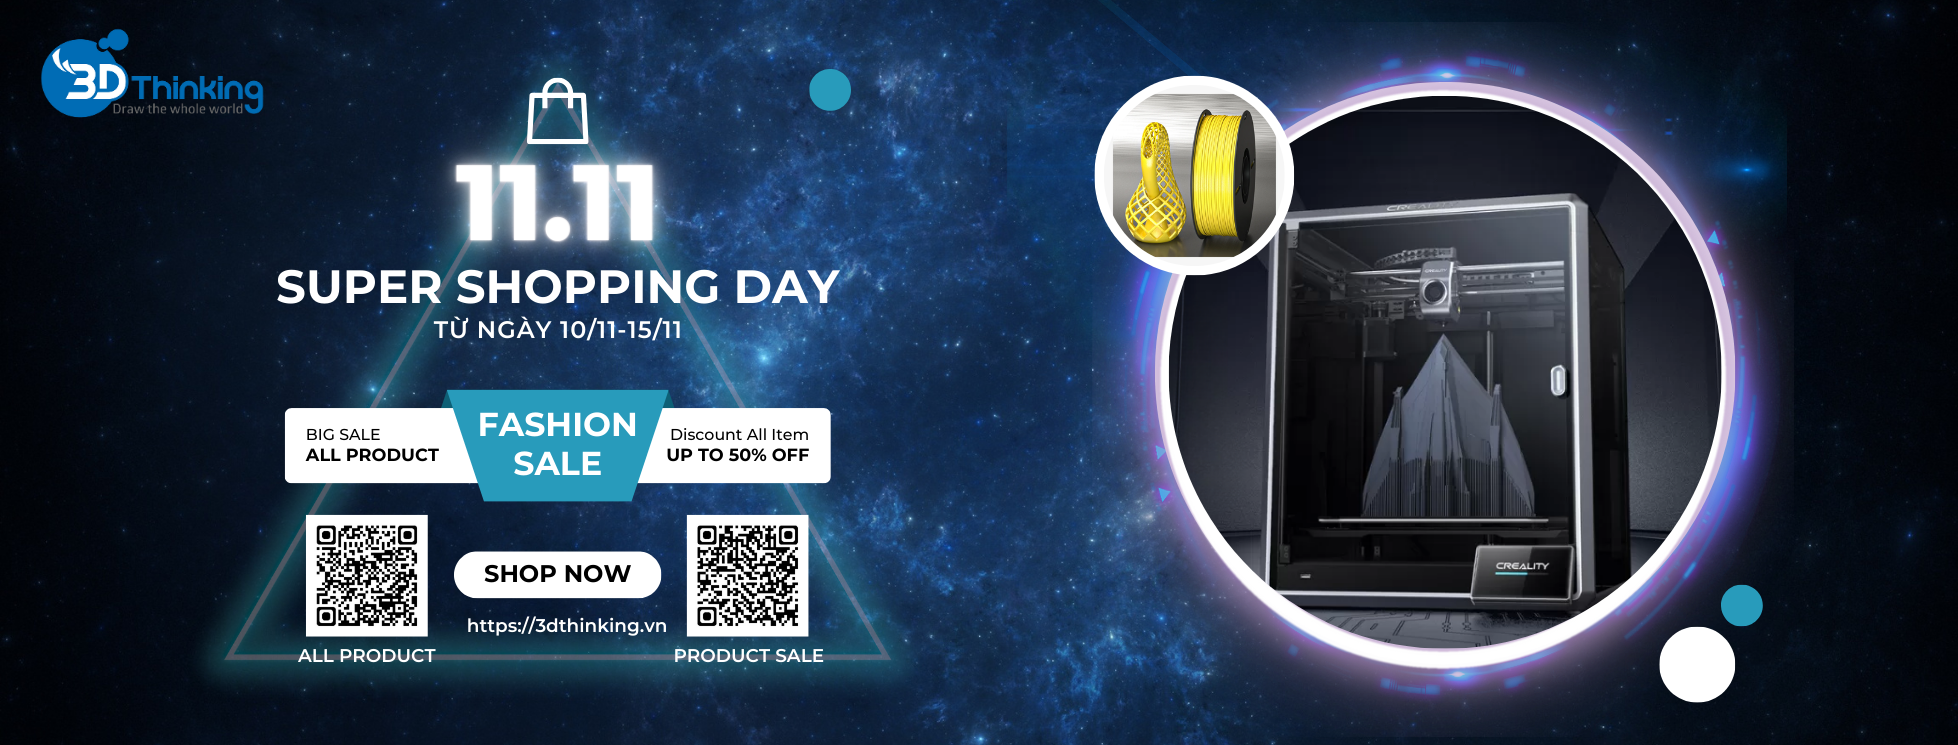 3D Thinking
Draw the whole world
11.11
SUPER SHOPPING DAY
TỪ NGÀY 10/11-15/11
BIG SALE
ALL PRODUCT
FASHION
SALE
Discount All Item
UP TO 50% OFF
SHOP NOW
https://3dthinking.vn
ALL PRODUCT
PRODUCT SALE
CREALITY
CREALITY
CREALITY